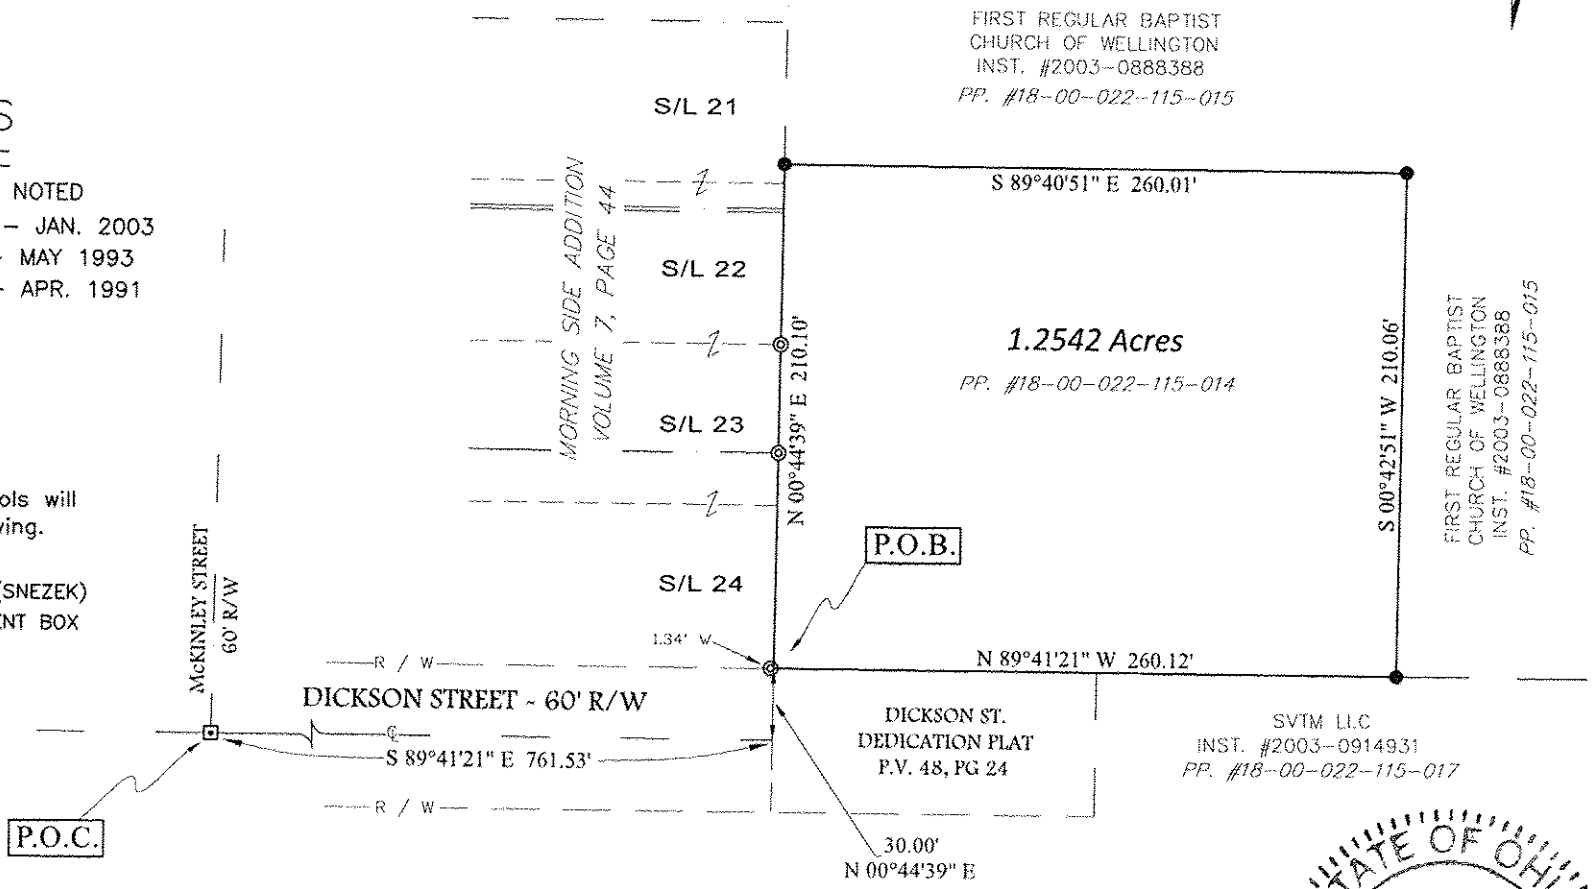 FIRST REGULAR BAPTIST
CHURCH OF WELLINGTON
INST. #2003-0888388
PP. #18-00-022-115-015
NOTED
- JAN. 2003
- MAY 1993
- APR. 1991
S/L 21
S 89°40'51" E 260.01'
MORNING SIDE ADDITION
VOLUME 7, PAGE 44
S/L 22
N 00°44'39" E 210.10'
1.2542 Acres
PP. #18-00-022-115-014
S 00°42'51" W 210.06'
FIRST REGULAR BAPTIST
CHURCH OF WELLINGTON
INST. #2003-0888388
PP. #18-00-022-115-015
S/L 23
(SNEZEK)
BOX
McKINLEY STREET
60' R/W
P.O.B.
S/L 24
1.34' W
R / W
N 89°41'21" W 260.12'
DICKSON STREET ~ 60' R/W
S 89°41'21" E 761.53'
DICKSON ST.
DEDICATION PLAT
P.V. 48, PG 24
SVTM LLC
INST. #2003-0914931
PP. #18-00-022-115-017
R / W
P.O.C.
30.00'
N 00°44'39" E
OF